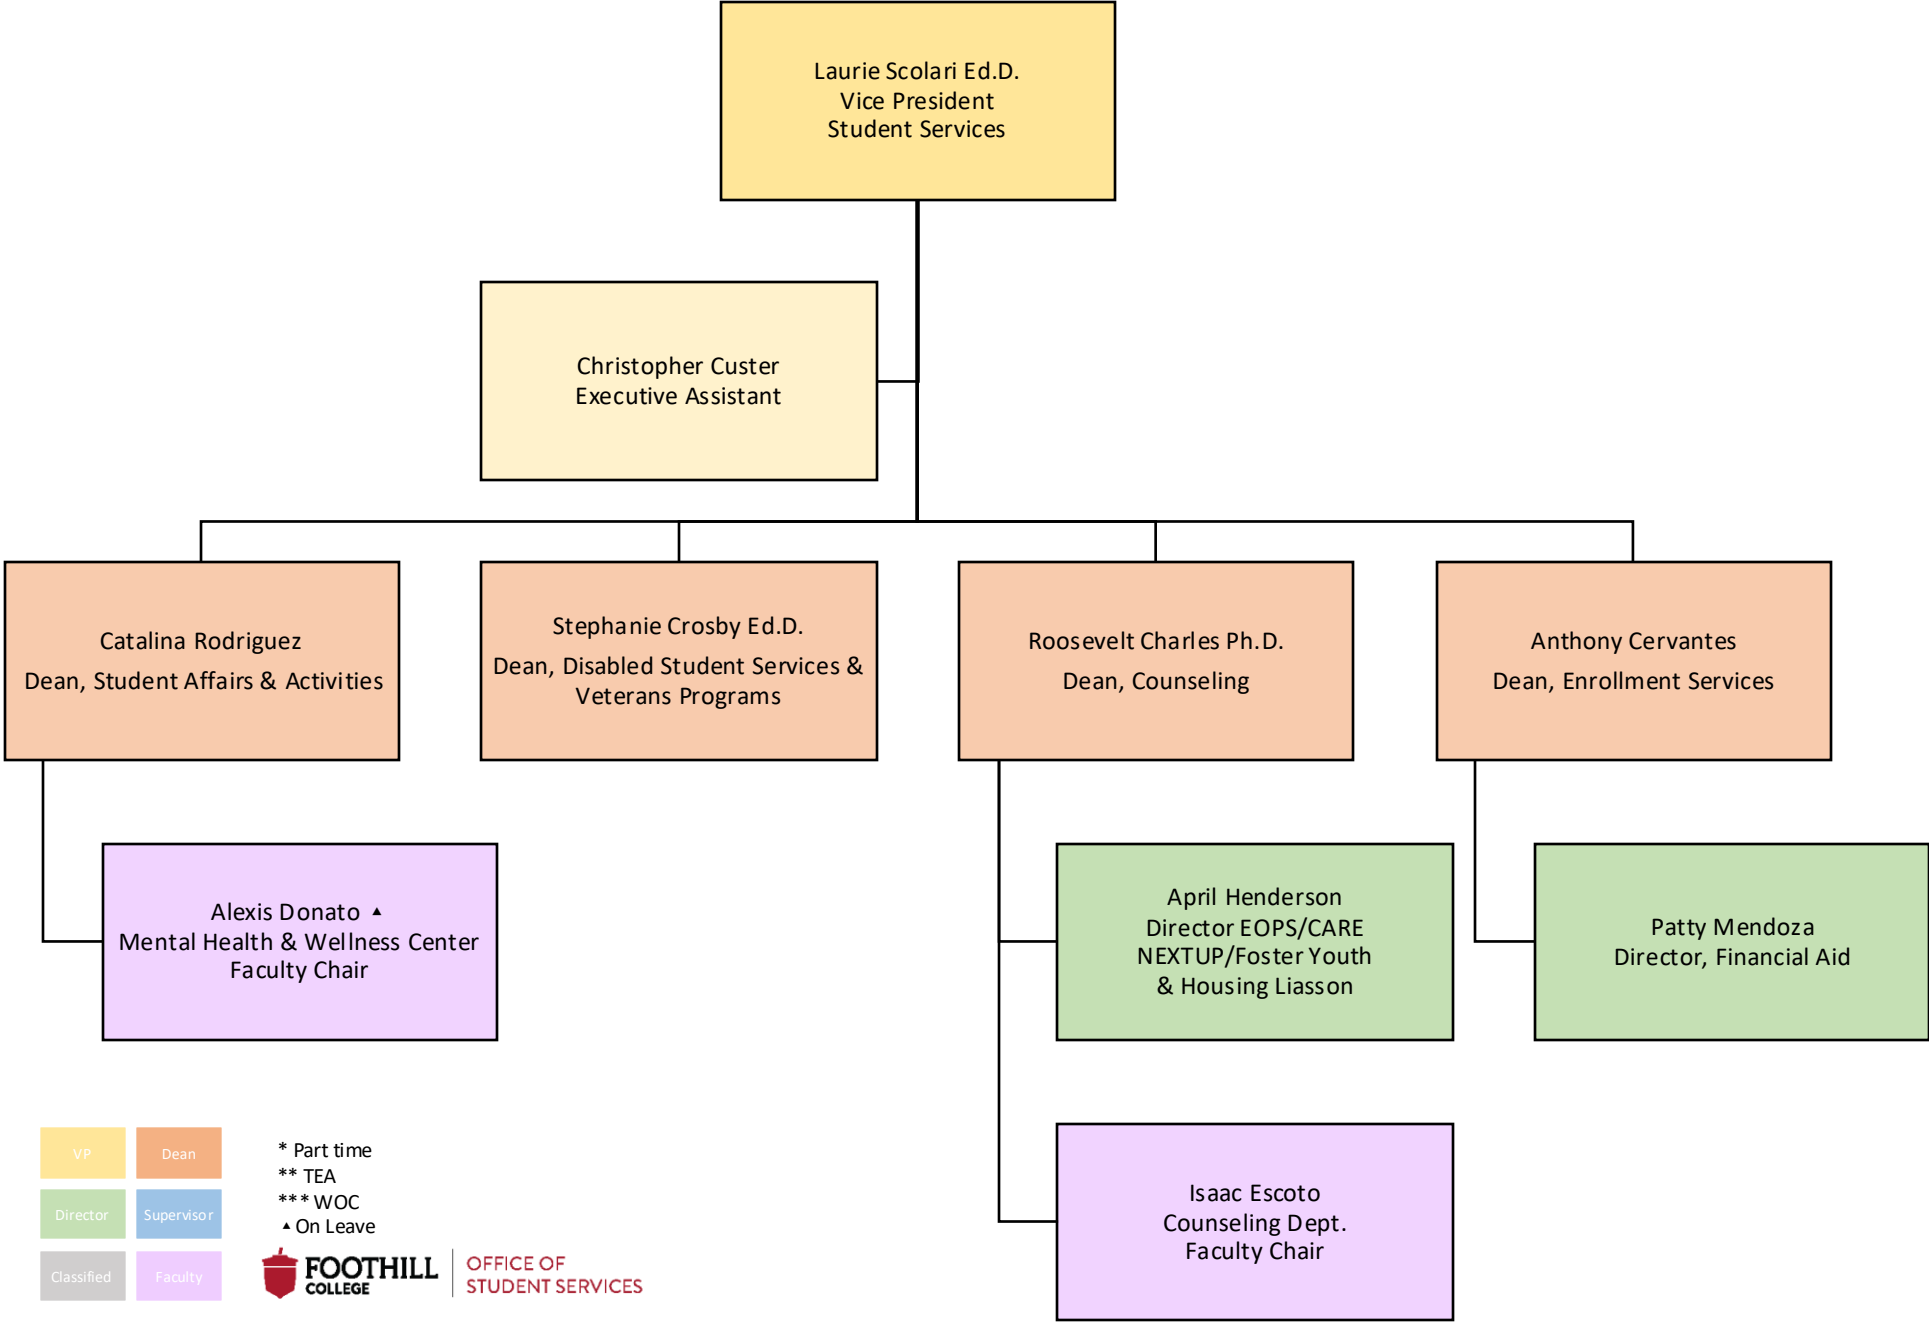 Laurie Scolari Ed.D.
Vice President
Student Services
Christopher Custer
Executive Assistant
Catalina Rodriguez
Dean, Student Affairs & Activities
Stephanie Crosby Ed.D.
Dean, Disabled Student Services &
Veterans Programs
Roosevelt Charles Ph.D.
Dean, Counseling
Anthony Cervantes
Dean, Enrollment Services
Alexis Donato ▲
Mental Health & Wellness Center
Faculty Chair
April Henderson
Director EOPS/CARE
NEXTUP/Foster Youth
& Housing Liasson
Patty Mendoza
Director, Financial Aid
Isaac Escoto
Counseling Dept.
Faculty Chair
VP
Dean
Director
Supervisor
Classified
Faculty
* Part time
** TEA
*** WOC
▲ On Leave
FOOTHILL
COLLEGE
OFFICE OF
STUDENT SERVICES